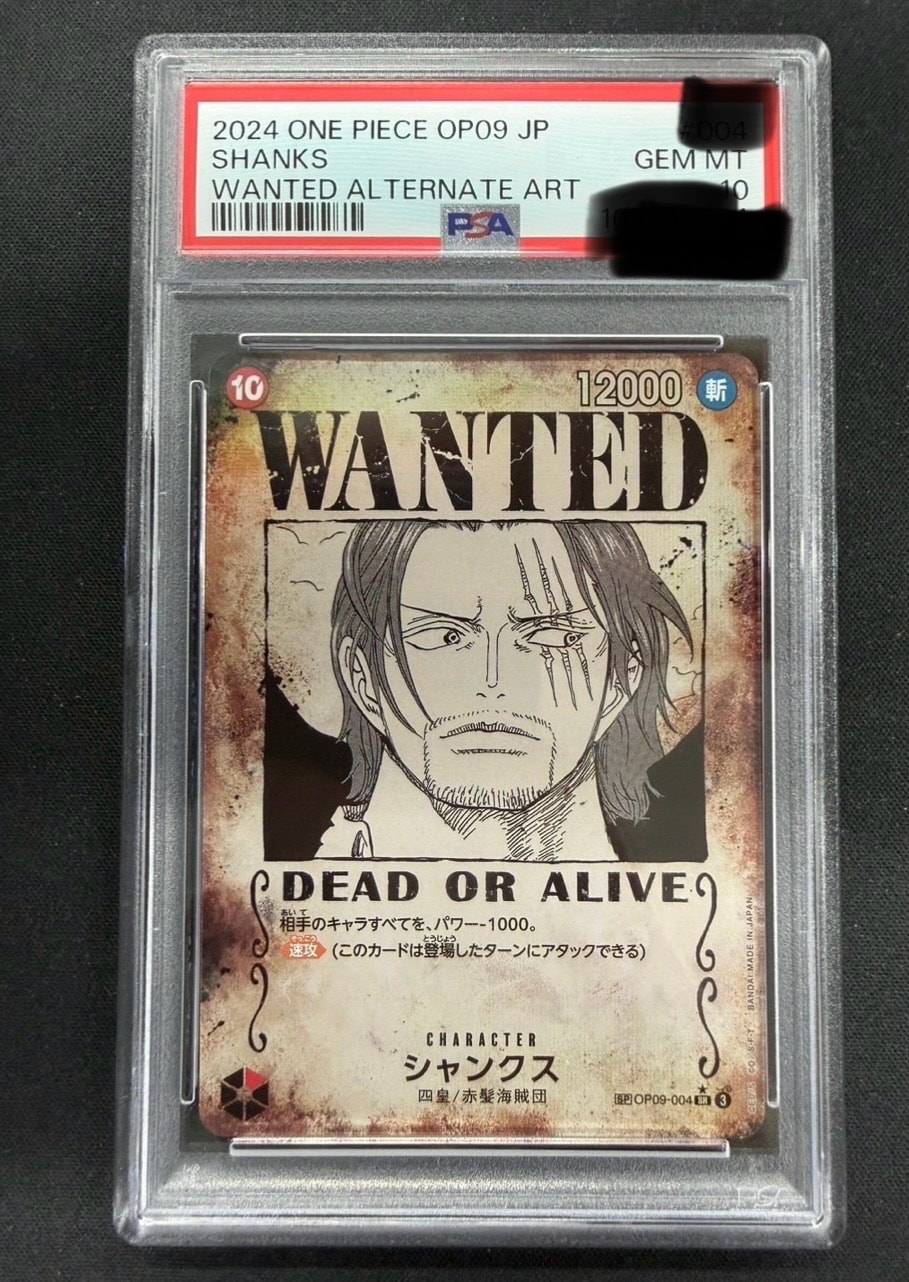 2024 ONE PIECE OP09 JP
#004
SHANKS
GEM MT
WANTED ALTERNATE ART
10
PSA
10
12000
斬
WANTED
DEAD OR ALIVE
相手のキャラすべてを、パワー-1000。
速攻 (このカードは登場したターンにアタックできる)
CHARACTER
シャンクス
四皇/赤髪海賊団
SP OP09-004 SR 3
BANDAI MADE IN JAPAN